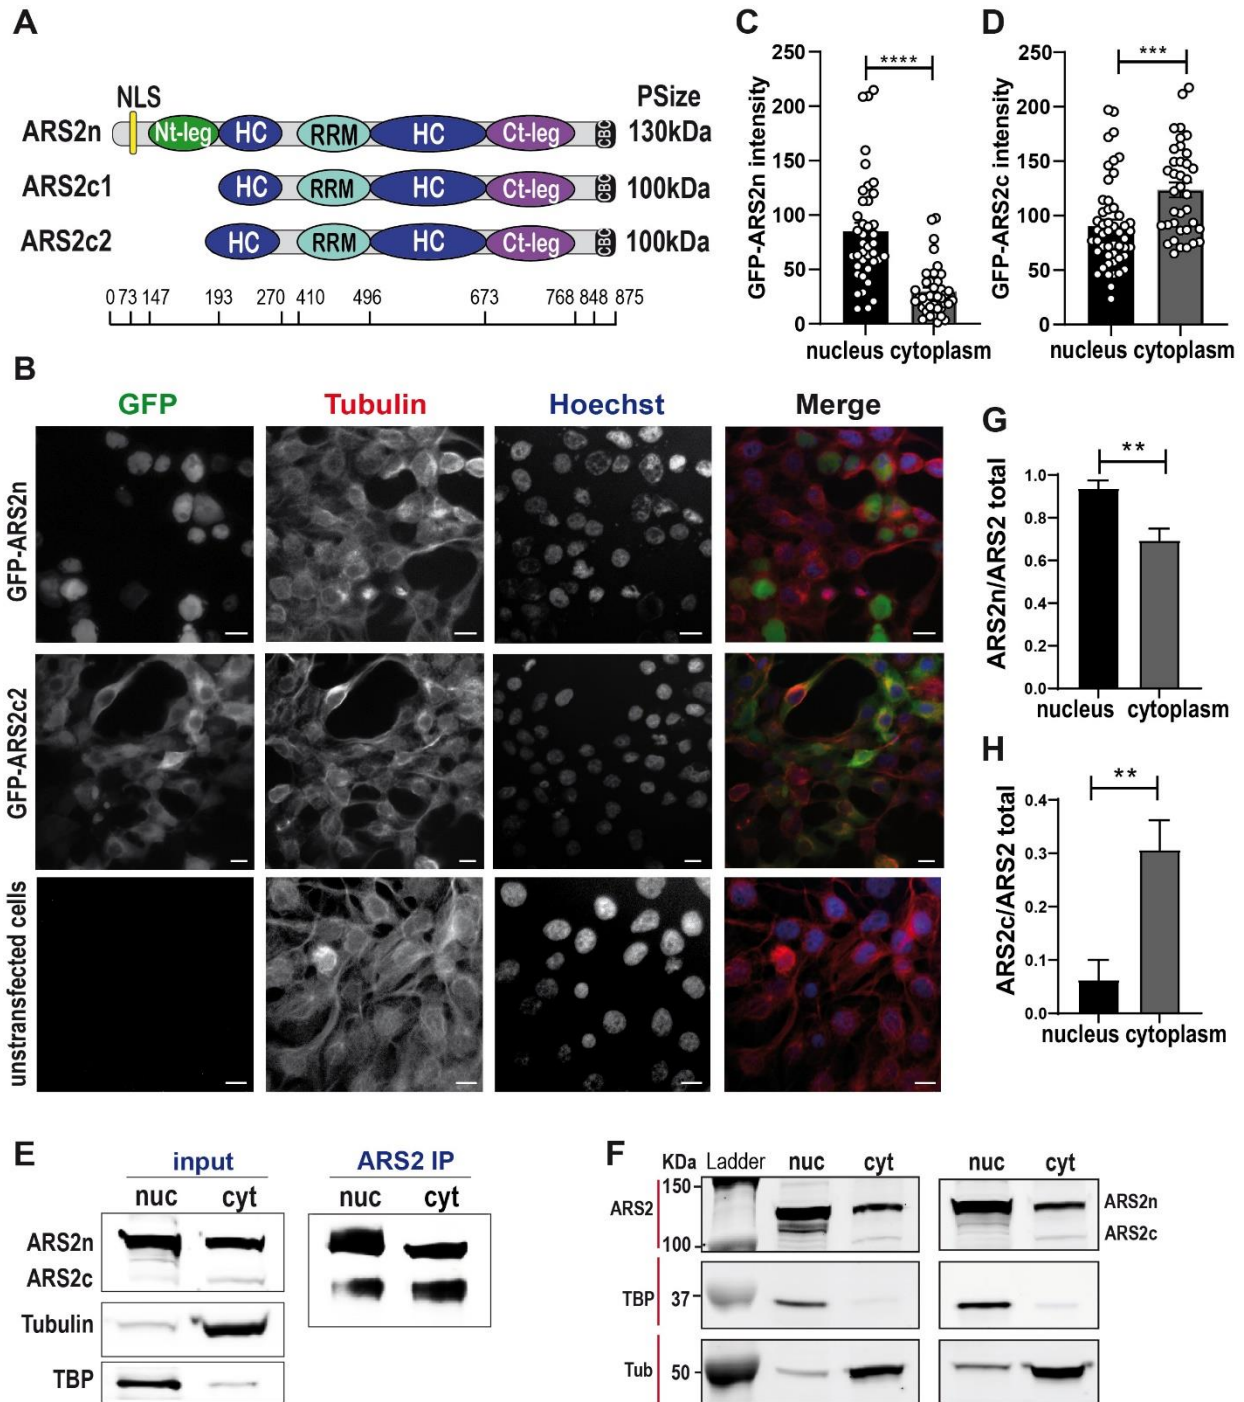 A
NLS
PSize
ARS2n Nt-leg HC RRM HC Ct-leg CBC 130kDa
ARS2c1 HC RRM HC Ct-leg CBC 100kDa
ARS2c2 HC RRM HC Ct-leg CBC 100kDa
0 73 147 193 270 410 496 673 768 848 875
C
GFP-ARS2n intensity
250
200
150
100
50
0
****
nucleus cytoplasm
D
GFP-ARS2c intensity
250
200
150
100
50
0
***
nucleus cytoplasm
B
GFP Tubulin Hoechst Merge
GFP-ARS2n
GFP-ARS2c2
unstransfected cells
G
ARS2n/ARS2 total
1.0
0.8
0.6
0.4
0.2
0.0
**
nucleus cytoplasm
H
ARS2c/ARS2 total
0.4
0.3
0.2
0.1
0.0
**
nucleus cytoplasm
E
input ARS2 IP
nuc cyt nuc cyt
ARS2n
ARS2c
Tubulin
TBP
F
KDa Ladder nuc cyt nuc cyt
150
ARS2
100
ARS2n
ARS2c
TBP 37
Tub 50